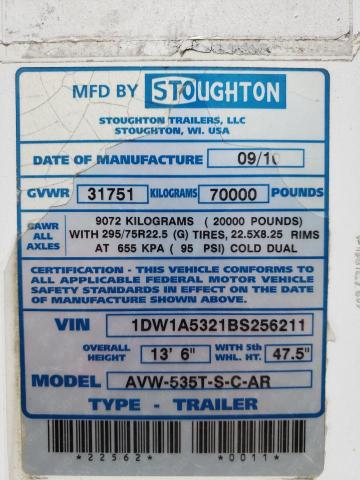 MFD BY STOUGHTON
STOUGHTON TRAILERS, LLC
STOUGHTON, WI. USA
DATE OF MANUFACTURE 09/10
GVWR 31751 KILOGRAMS 70000 POUNDS
GAWR ALL AXLES
9072 KILOGRAMS ( 20000 POUNDS)
WITH 295/75R22.5 (G) TIRES, 22.5X8.25 RIMS
AT 655 KPA ( 95 PSI) COLD DUAL
CERTIFICATION - THIS VEHICLE CONFORMS TO
ALL APPLICABLE FEDERAL MOTOR VEHICLE
SAFETY STANDARDS IN EFFECT ON THE DATE
OF MANUFACTURE SHOWN ABOVE.
VIN 1DW1A5321BS256211
OVERALL HEIGHT 13' 6" WITH 5th WHL. HT. 47.5"
MODEL AVW-535T-S-C-AR
TYPE - TRAILER
*22562* *0011*